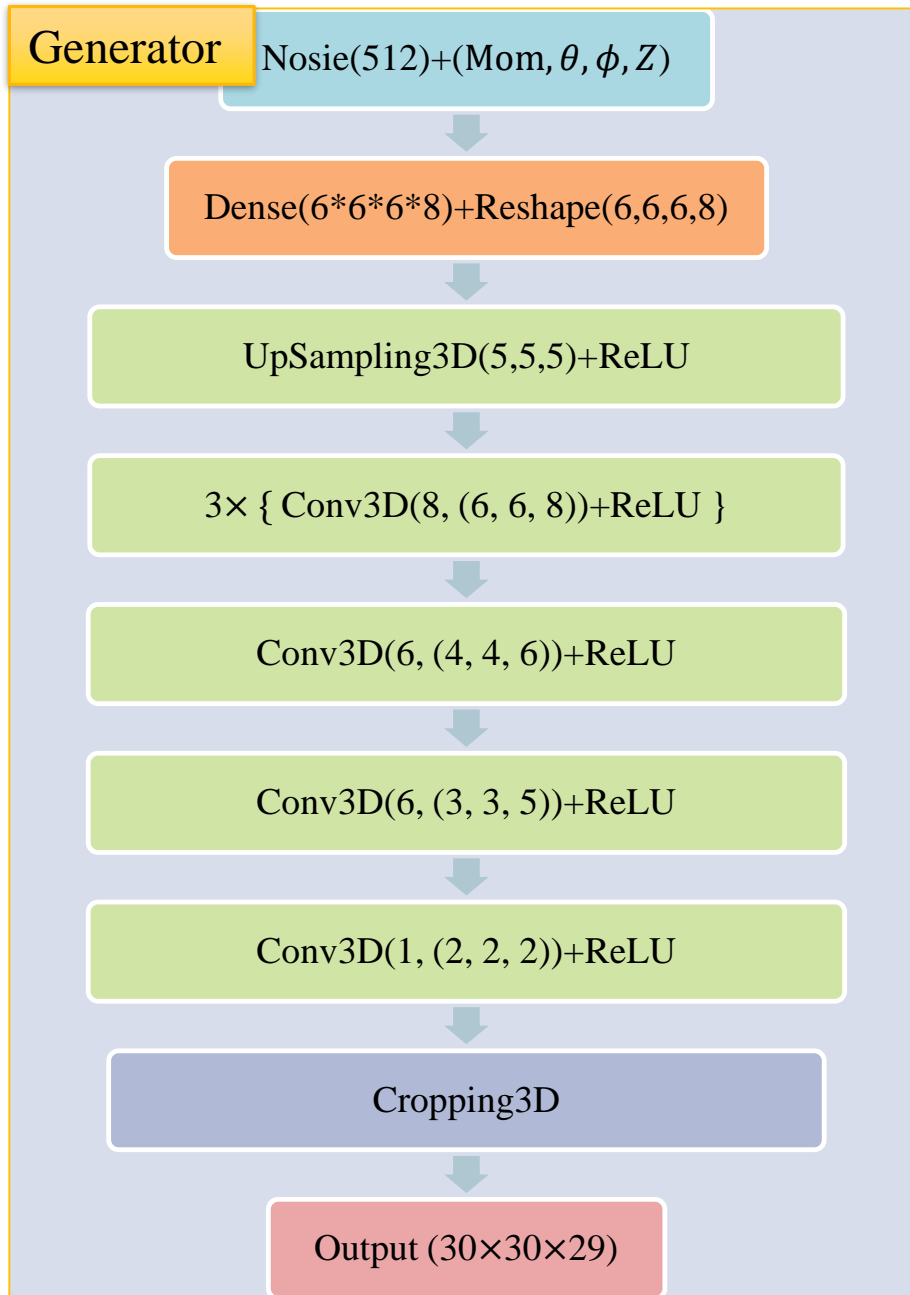 Generator
Nosie(512)+(Mom, θ, ϕ, Z)
Dense(6*6*6*8)+Reshape(6,6,6,8)
UpSampling3D(5,5,5)+ReLU
3× { Conv3D(8, (6, 6, 8))+ReLU }
Conv3D(6, (4, 4, 6))+ReLU
Conv3D(6, (3, 3, 5))+ReLU
Conv3D(1, (2, 2, 2))+ReLU
Cropping3D
Output (30×30×29)